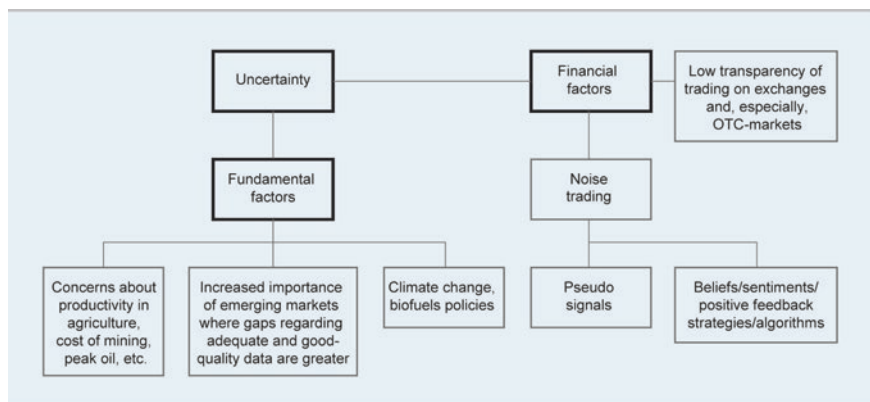 Uncertainty
Financial
factors
Low transparency of
trading on exchanges
and, especially,
OTC-markets
Fundamental
factors
Noise
trading
Concerns about
productivity in
agriculture,
cost of mining,
peak oil, etc.
Increased importance
of emerging markets
where gaps regarding
adequate and good-
quality data are greater
Climate change,
biofuels policies
Pseudo
signals
Beliefs/sentiments/
positive feedback
strategies/algorithms